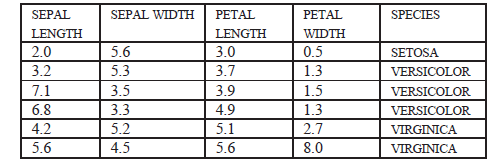 SEPAL LENGTH SEPAL WIDTH PETAL LENGTH PETAL WIDTH SPECIES
2.0 5.6 3.0 0.5 SETOSA
3.2 5.3 3.7 1.3 VERSICOLOR
7.1 3.5 3.9 1.5 VERSICOLOR
6.8 3.3 4.9 1.3 VERSICOLOR
4.2 5.2 5.1 2.7 VIRGINICA
5.6 4.5 5.6 8.0 VIRGINICA